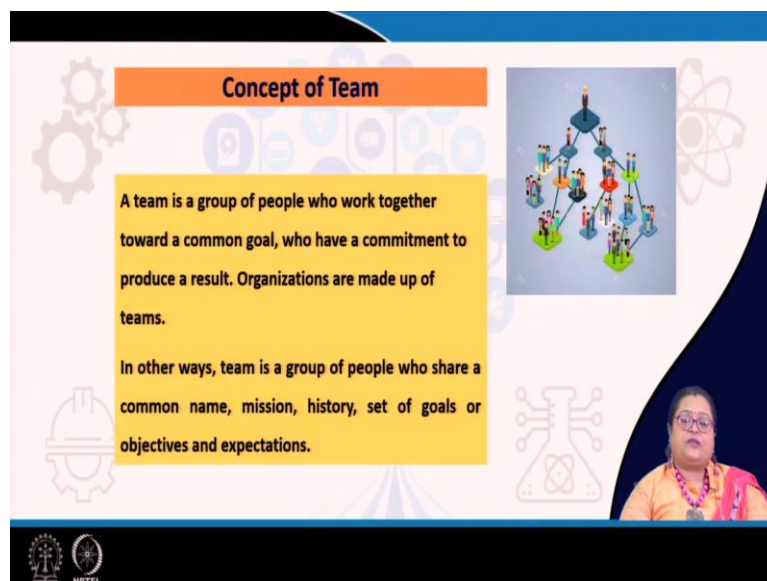 Concept of Team
A team is a group of people who work together
toward a common goal, who have a commitment to
produce a result. Organizations are made up of
teams.
In other ways, team is a group of people who share a
common name, mission, history, set of goals or
objectives and expectations.
NPTEL